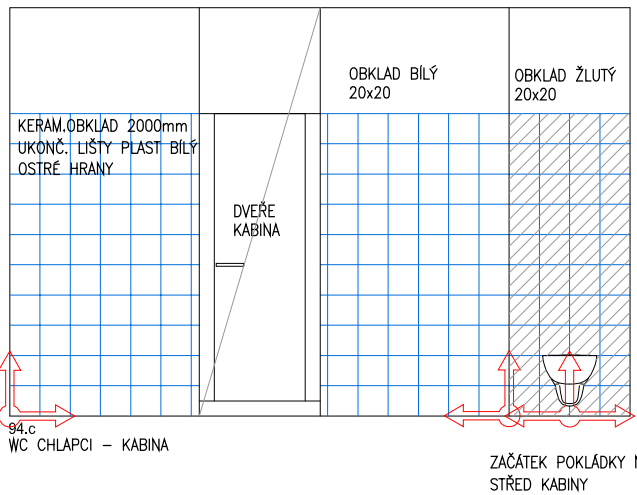 OBKLAD BÍLÝ
20x20
OBKLAD ŽLUTÝ
20x20
KERAM.OBKLAD 2000mm
UKONČ. LIŠTY PLAST BÍLÝ
OSTRÉ HRANY
DVEŘE
KABINA
94.c
WC CHLAPCI – KABINA
ZAČÁTEK POKLÁDKY
STŘED KABINY